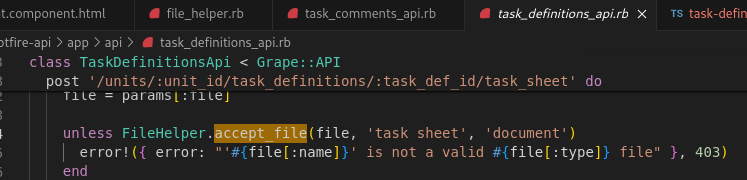 t.component.html file_helper.rb task_comments_api.rb task_definitions_api.rb × TS task-defin
otfire-api > app > api > task_definitions_api.rb
class TaskDefinitionsApi < Grape::API
post '/units/:unit_id/task_definitions/:task_def_id/task_sheet' do
file = params[:file]
unless FileHelper.accept_file(file, 'task sheet', 'document')
error!({ error: "'#{file[:name]}' is not a valid #{file[:type]} file" }, 403)
end